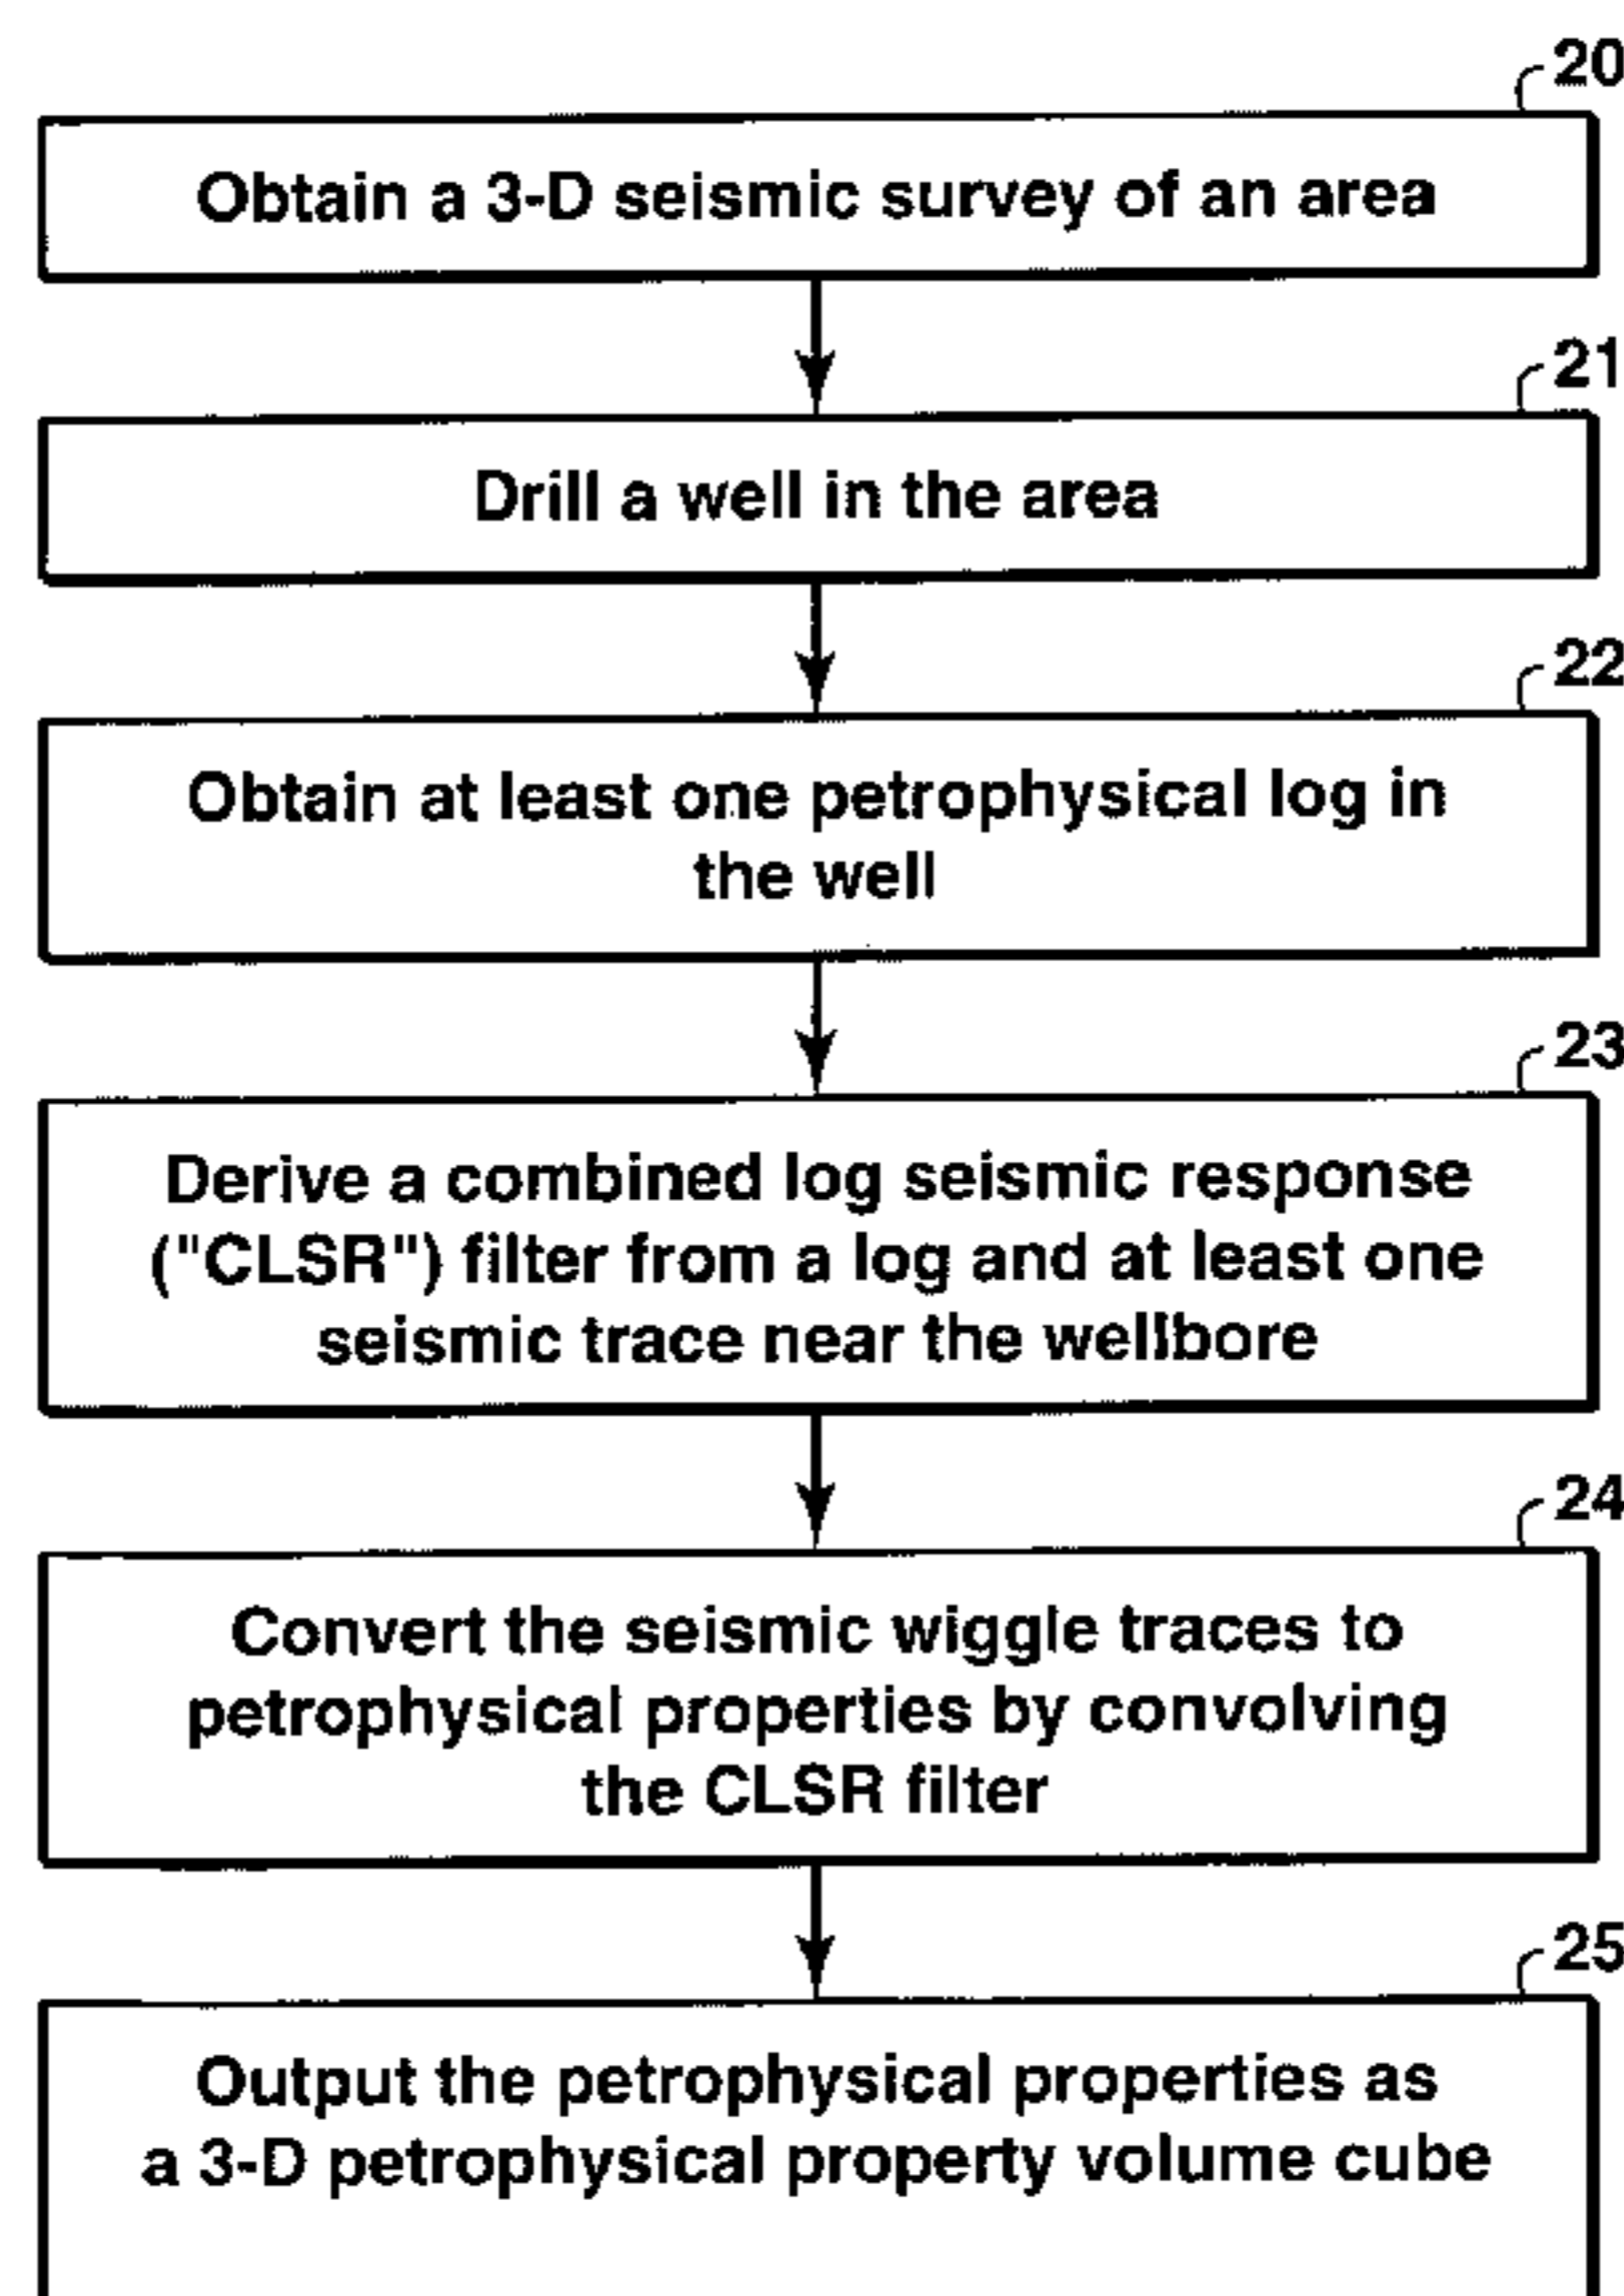 20
Obtain a 3-D seismic survey of an area
21
Drill a well in the area
22
Obtain at least one petrophysical log in
the well
23
Derive a combined log seismic response
("CLSR") filter from a log and at least one
seismic trace near the wellbore
24
Convert the seismic wiggle traces to
petrophysical properties by convolving
the CLSR filter
25
Output the petrophysical properties as
a 3-D petrophysical property volume cube